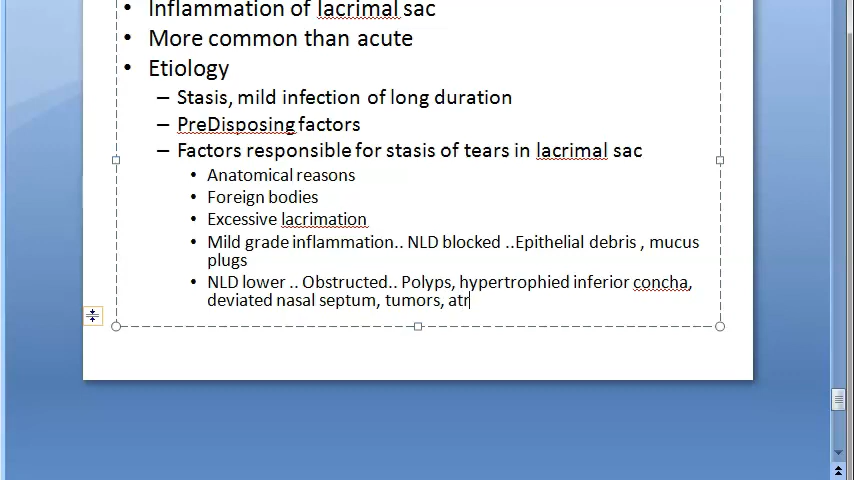 • Inflammation of lacrimal sac
• More common than acute
• Etiology
– Stasis, mild infection of long duration
– PreDisposing factors
– Factors responsible for stasis of tears in lacrimal sac
• Anatomical reasons
• Foreign bodies
• Excessive lacrimation
• Mild grade inflammation.. NLD blocked ..Epithelial debris , mucus
plugs
• NLD lower .. Obstructed.. Polyps, hypertrophied inferior concha,
deviated nasal septum, tumors, atr